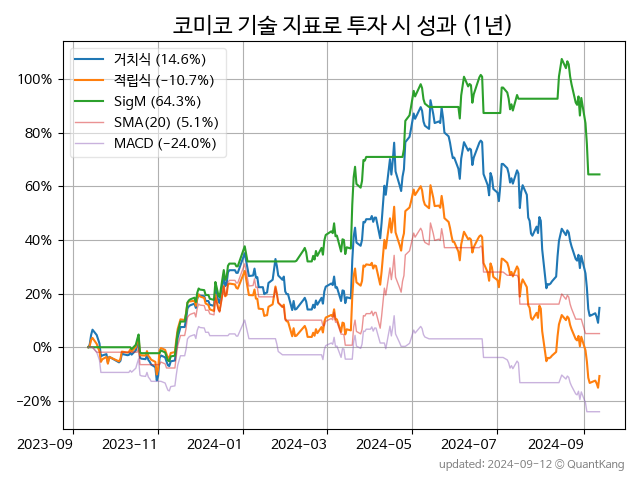 코미코 기술 지표로 투자 시 성과 (1년)
거치식 (14.6%)
적립식 (−10.7%)
SigM (64.3%)
SMA(20) (5.1%)
MACD (−24.0%)
100%
80%
60%
40%
20%
0%
−20%
2023-09
2023-11
2024-01
2024-03
2024-05
2024-07
2024-09
updated: 2024-09-12 © QuantKang